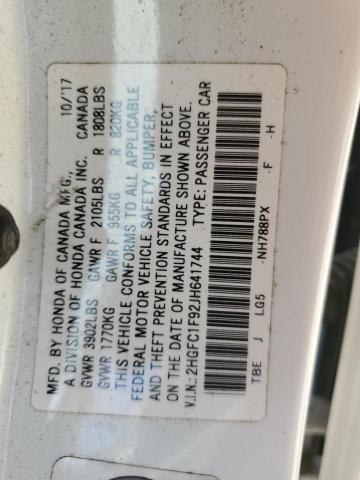 MFD. BY HONDA OF CANADA MFG., 10/'17
A DIVISION OF HONDA CANADA INC. CANADA
GVWR 3902LBS GAWR F 2105LBS R 1808LBS
GVWR 1770KG GAWR F 955KG R 820KG
THIS VEHICLE CONFORMS TO ALL APPLICABLE
FEDERAL MOTOR VEHICLE SAFETY, BUMPER,
AND THEFT PREVENTION STANDARDS IN EFFECT
ON THE DATE OF MANUFACTURE SHOWN ABOVE.
V.I.N.: 2HGFC1F92JH641744 TYPE: PASSENGER CAR
TBE J LG5 -NH788PX -F -H